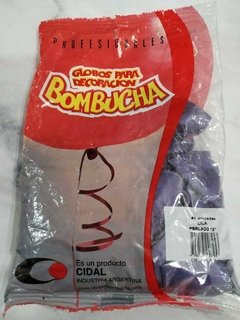 PROFESIONALES
GLOBOS PARA
DECORACION
BOMBUCHA
LILA
PERLADO 12"
Es un producto
CIDAL
INDUSTRIA ARGENTINA